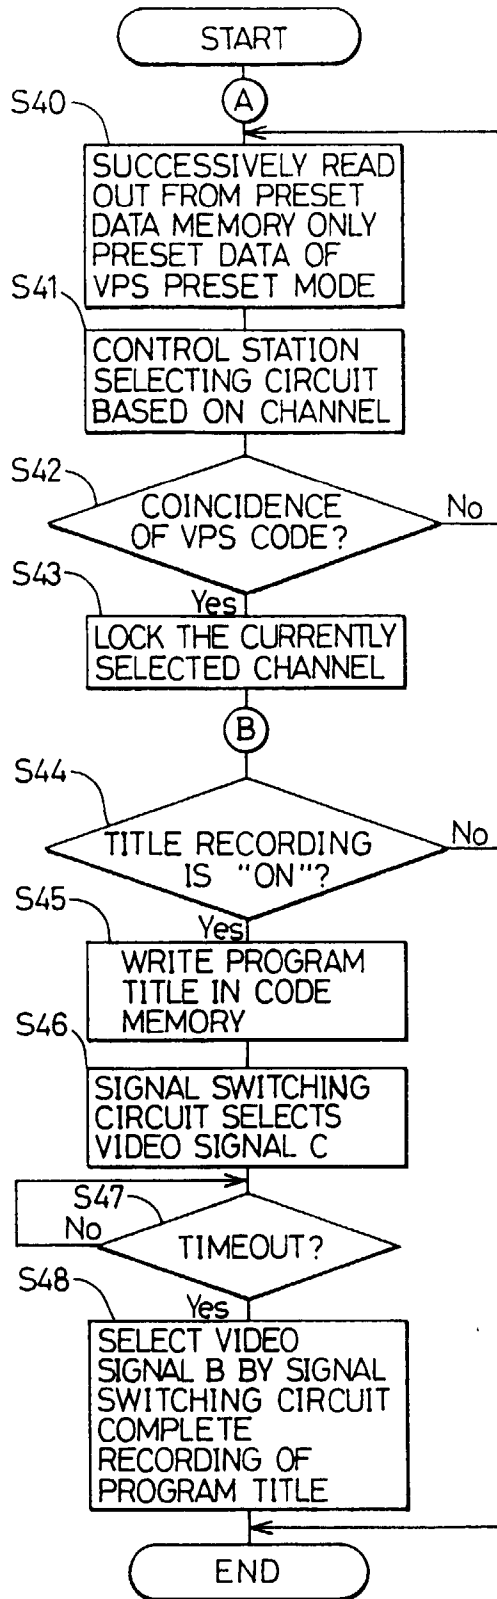 START
A
S40
SUCCESSIVELY READ
OUT FROM PRESET
DATA MEMORY ONLY
PRESET DATA OF
VPS PRESET MODE
S41
CONTROL STATION
SELECTING CIRCUIT
BASED ON CHANNEL
S42
COINCIDENCE
OF VPS CODE?
No
Yes
S43
LOCK THE CURRENTLY
SELECTED CHANNEL
B
S44
TITLE RECORDING
IS "ON"?
No
Yes
S45
WRITE PROGRAM
TITLE IN CODE
MEMORY
S46
SIGNAL SWITCHING
CIRCUIT SELECTS
VIDEO SIGNAL C
S47
No
TIMEOUT?
Yes
S48
SELECT VIDEO
SIGNAL B BY SIGNAL
SWITCHING CIRCUIT
COMPLETE
RECORDING OF
PROGRAM TITLE
END